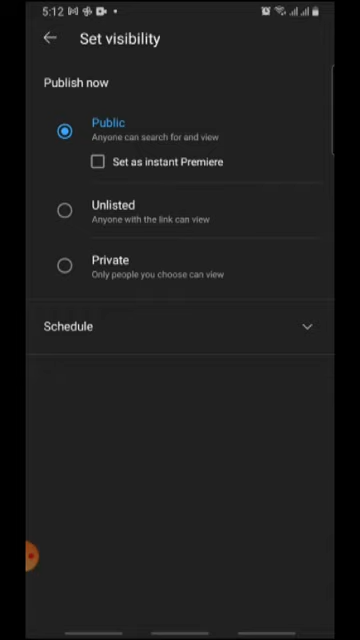 5:12
Set visibility
Publish now
Public
Anyone can search for and view
Set as instant Premiere
Unlisted
Anyone with the link can view
Private
Only people you choose can view
Schedule